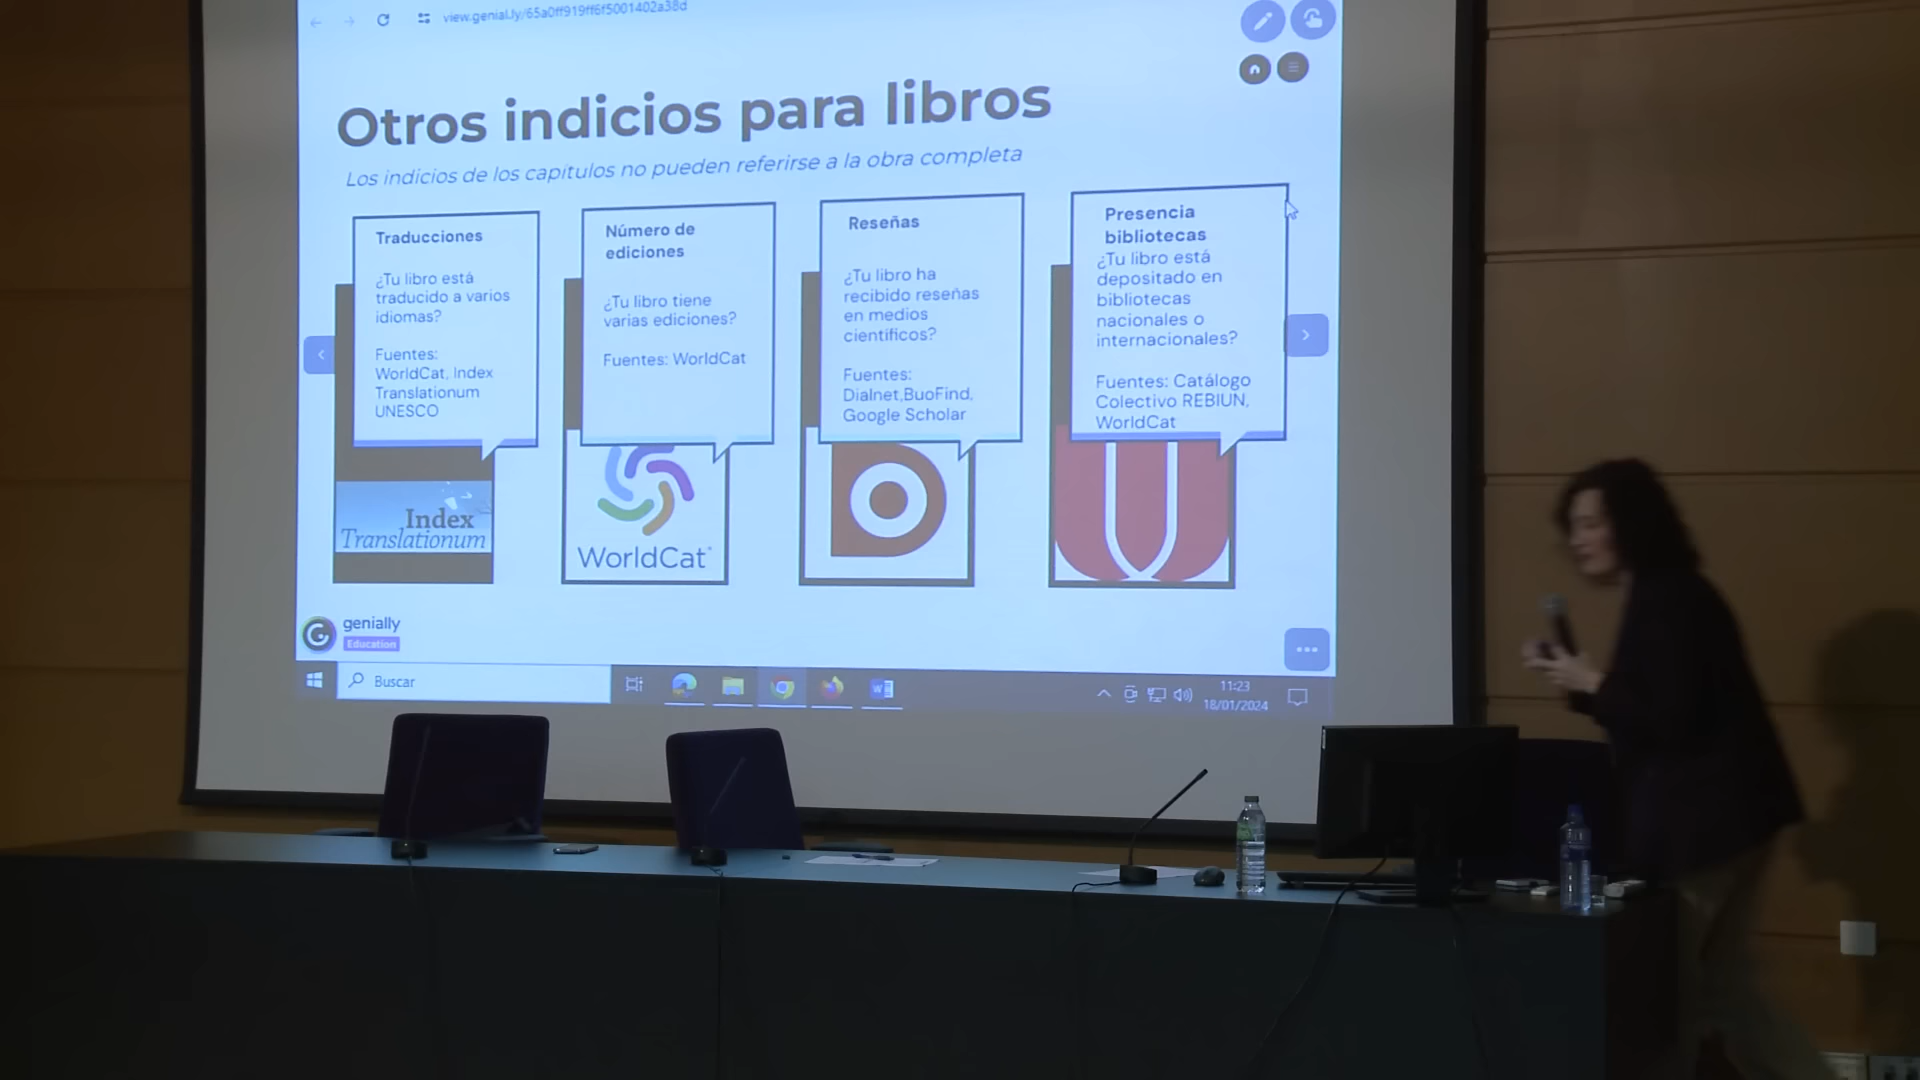 view.genial.ly/65a0ff919ff6f5001402a38d
Otros indicios para libros
Los indicios de los capítulos no pueden referirse a la obra completa
Traducciones
¿Tu libro está
traducido a varios
idiomas?
Fuentes:
WorldCat, Index
Translationum
UNESCO
Index
Translationum
Número de
ediciones
¿Tu libro tiene
varias ediciones?
Fuentes: WorldCat
WorldCat
Reseñas
¿Tu libro ha
recibido reseñas
en medios
científicos?
Fuentes:
Dialnet,BuoFind,
Google Scholar
Presencia
bibliotecas
¿Tu libro está
depositado en
bibliotecas
nacionales o
internacionales?
Fuentes: Catálogo
Colectivo REBIUN,
WorldCat
genially
Education
Buscar
11:23
18/01/2024